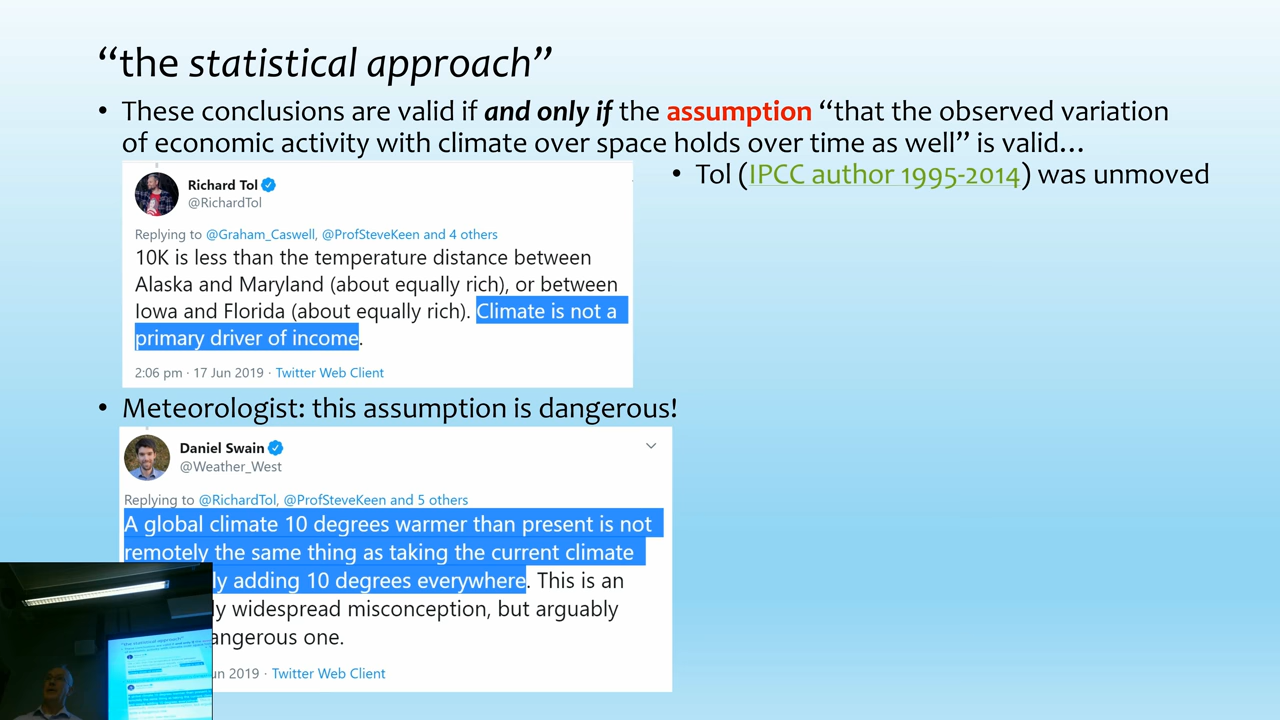 “the statistical approach”
• These conclusions are valid if and only if the assumption “that the observed variation
of economic activity with climate over space holds over time as well” is valid…
Richard Tol
@RichardTol
Replying to @Graham_Caswell, @ProfSteveKeen and 4 others
10K is less than the temperature distance between
Alaska and Maryland (about equally rich), or between
Iowa and Florida (about equally rich). Climate is not a
primary driver of income.
2:06 pm · 17 Jun 2019 · Twitter Web Client
• Tol (IPCC author 1995-2014) was unmoved
• Meteorologist: this assumption is dangerous!
Daniel Swain
@Weather_West
Replying to @RichardTol, @ProfSteveKeen and 5 others
A global climate 10 degrees warmer than present is not
remotely the same thing as taking the current climate
ly adding 10 degrees everywhere. This is an
ly widespread misconception, but arguably
angerous one.
un 2019 · Twitter Web Client
"the statistical approach"